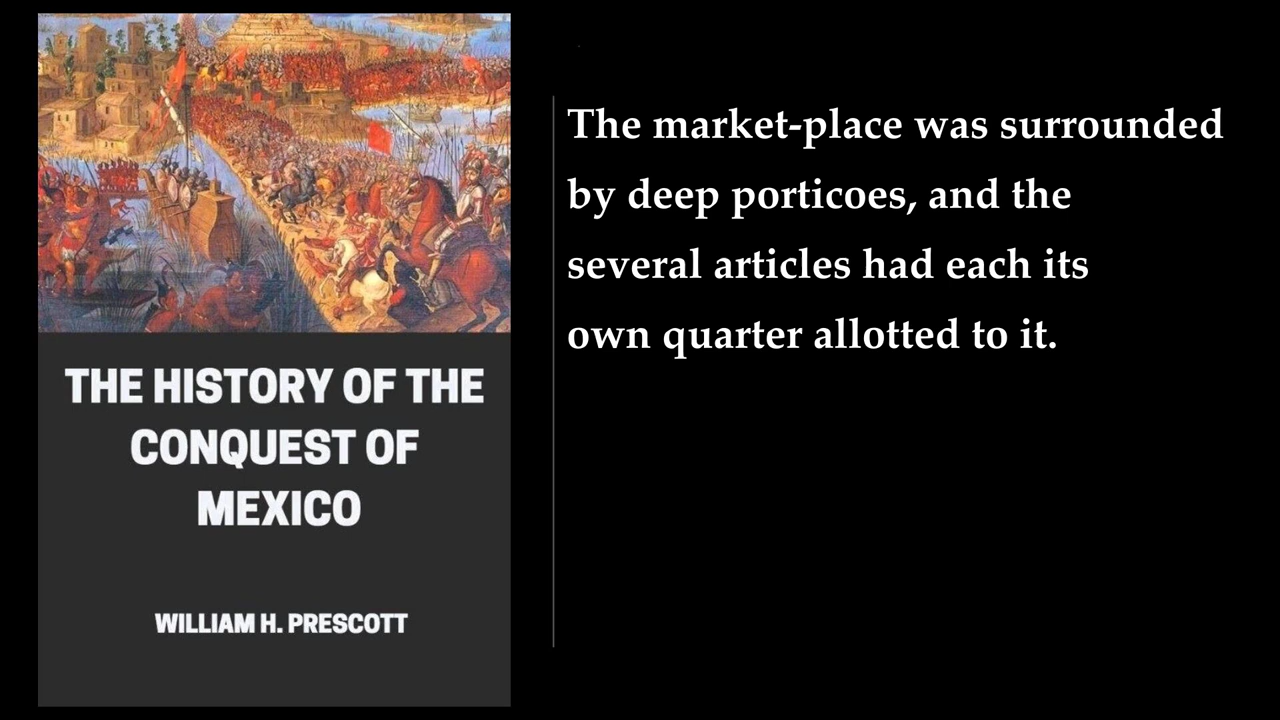 THE HISTORY OF THE
CONQUEST OF
MEXICO
WILLIAM H. PRESCOTT
The market-place was surrounded
by deep porticoes, and the
several articles had each its
own quarter allotted to it.